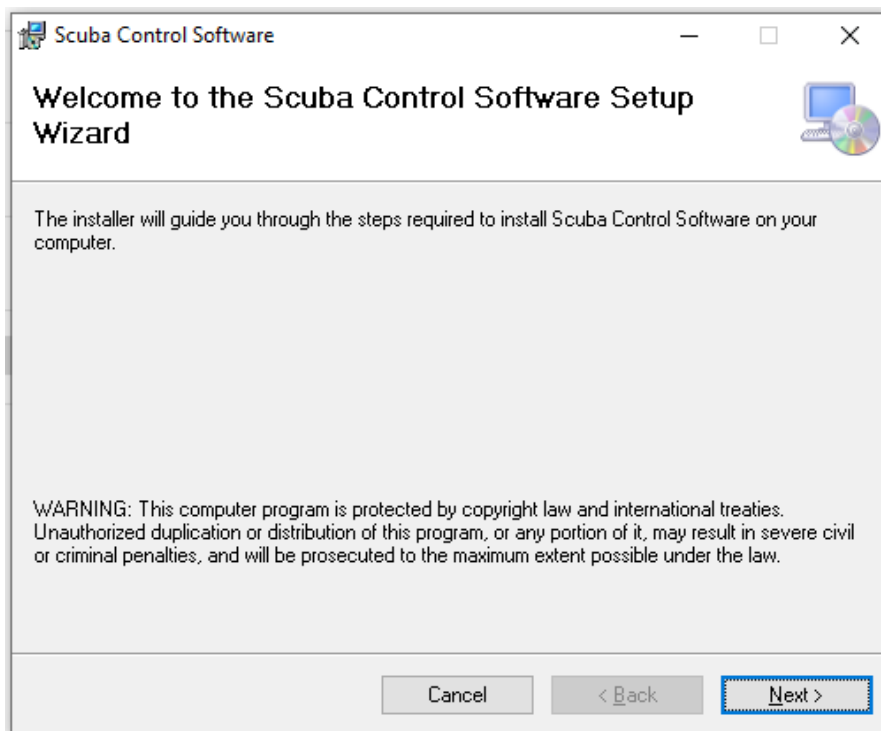 Scuba Control Software
Welcome to the Scuba Control Software Setup
Wizard
The installer will guide you through the steps required to install Scuba Control Software on your
computer.
WARNING: This computer program is protected by copyright law and international treaties.
Unauthorized duplication or distribution of this program, or any portion of it, may result in severe civil
or criminal penalties, and will be prosecuted to the maximum extent possible under the law.
Cancel
< Back
Next >